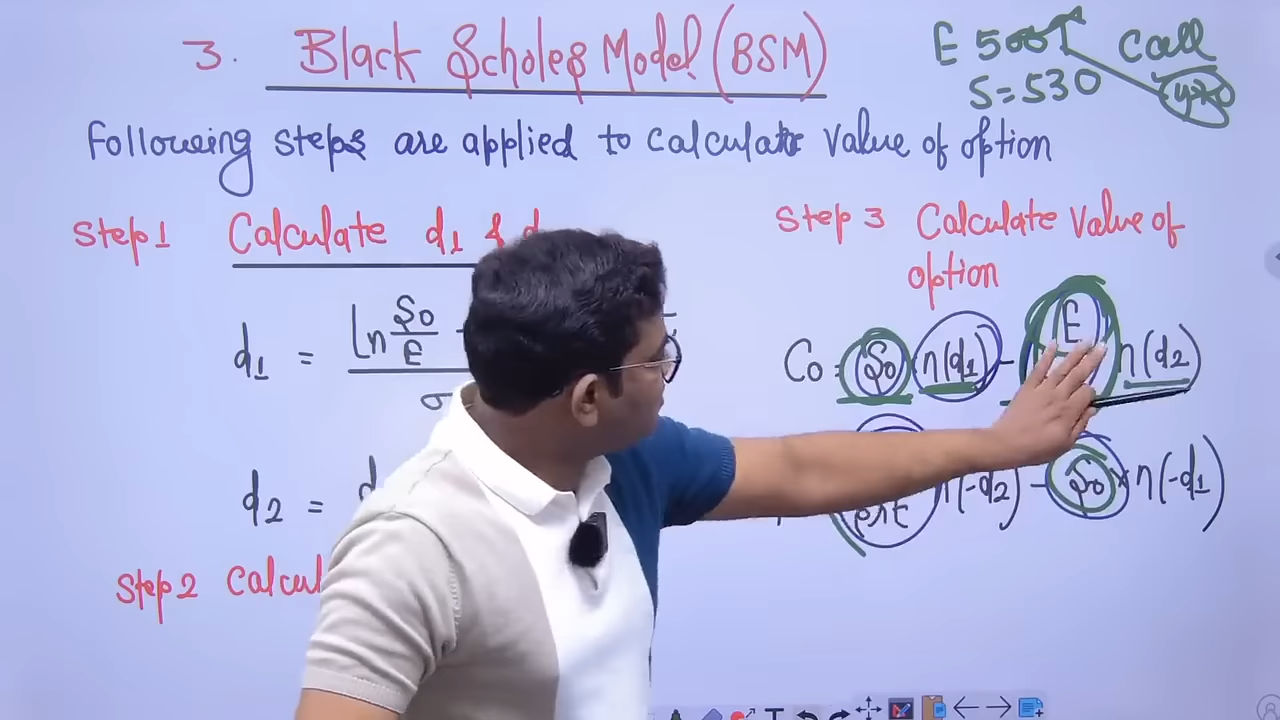 3. Black Scholes Model (BSM)
E 500 Call
S=530
Following steps are applied to calculate value of option
Step 1 Calculate d1 &
d1 = ln S0/E
σ
d2 =
Step 2
Step 3 Calculate Value of
option
C0 = S0 × n(d1) - E n(d2)
n(-d2) - S0 × n(-d1)